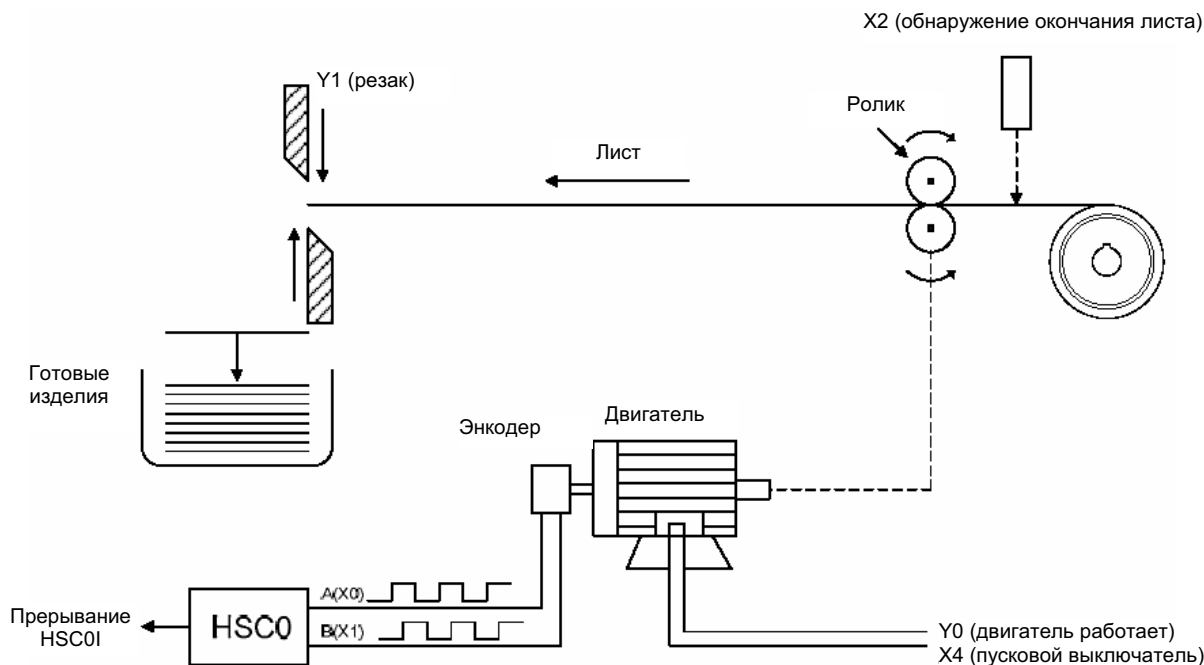 X2 (обнаружение окончания листа)
Y1 (резак)
Ролик
Лист
Готовые
изделия
Энкодер
Двигатель
A(X0)
Прерывание
HSC0I
HSC0
B(X1)
Y0 (двигатель работает)
X4 (пусковой выключатель)